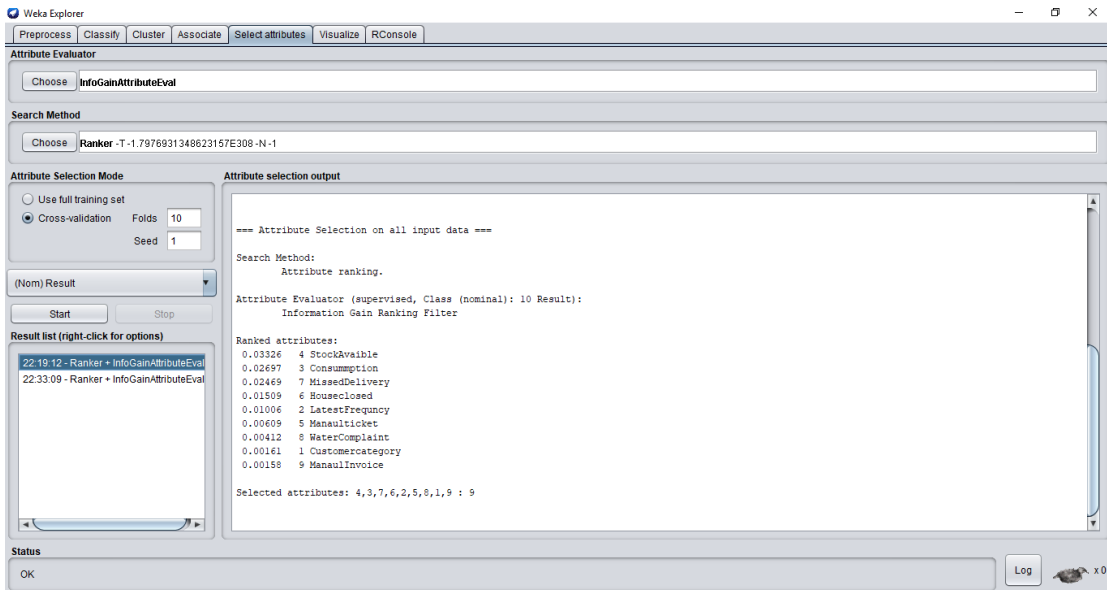 Weka Explorer
Preprocess Classify Cluster Associate Select attributes Visualize RConsole
Attribute Evaluator
Choose InfoGainAttributeEval
Search Method
Choose Ranker -T -1.7976931348623157E308 -N -1
Attribute Selection Mode
Use full training set
Cross-validation Folds 10
Seed 1
(Nom) Result
Start Stop
Result list (right-click for options)
22:19:12 - Ranker + InfoGainAttributeEval
22:33:09 - Ranker + InfoGainAttributeEval
Attribute selection output
=== Attribute Selection on all input data ===
Search Method:
Attribute ranking.
Attribute Evaluator (supervised, Class (nominal): 10 Result):
Information Gain Ranking Filter
Ranked attributes:
0.03326 4 StockAvaible
0.02697 3 Consummption
0.02469 7 MissedDelivery
0.01509 6 Houseclosed
0.01006 2 LatestFrequncy
0.00609 5 Manaulticket
0.00412 8 WaterComplaint
0.00161 1 Customercategory
0.00158 9 ManaulInvoice
Selected attributes: 4,3,7,6,2,5,8,1,9 : 9
Status
OK
Log
x 0